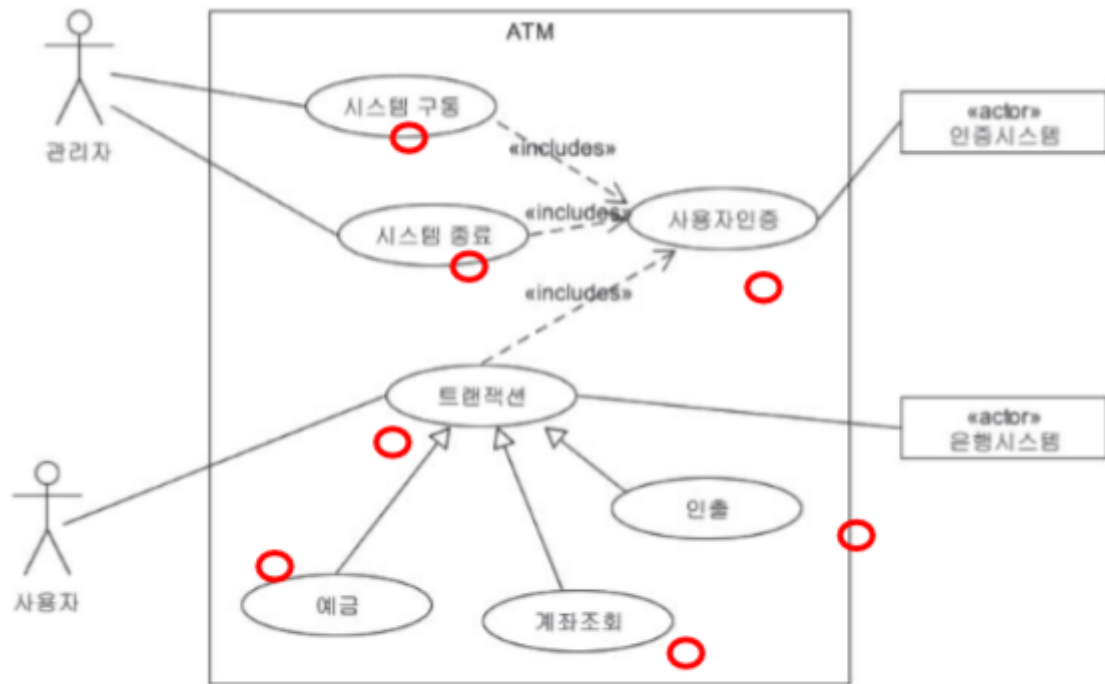 ATM
시스템 구동
«actor»
인증시스템
관리자
«includes»
«includes»
시스템 종료
사용자인증
«includes»
트랜잭션
«actor»
은행시스템
인출
사용자
예금
계좌조회